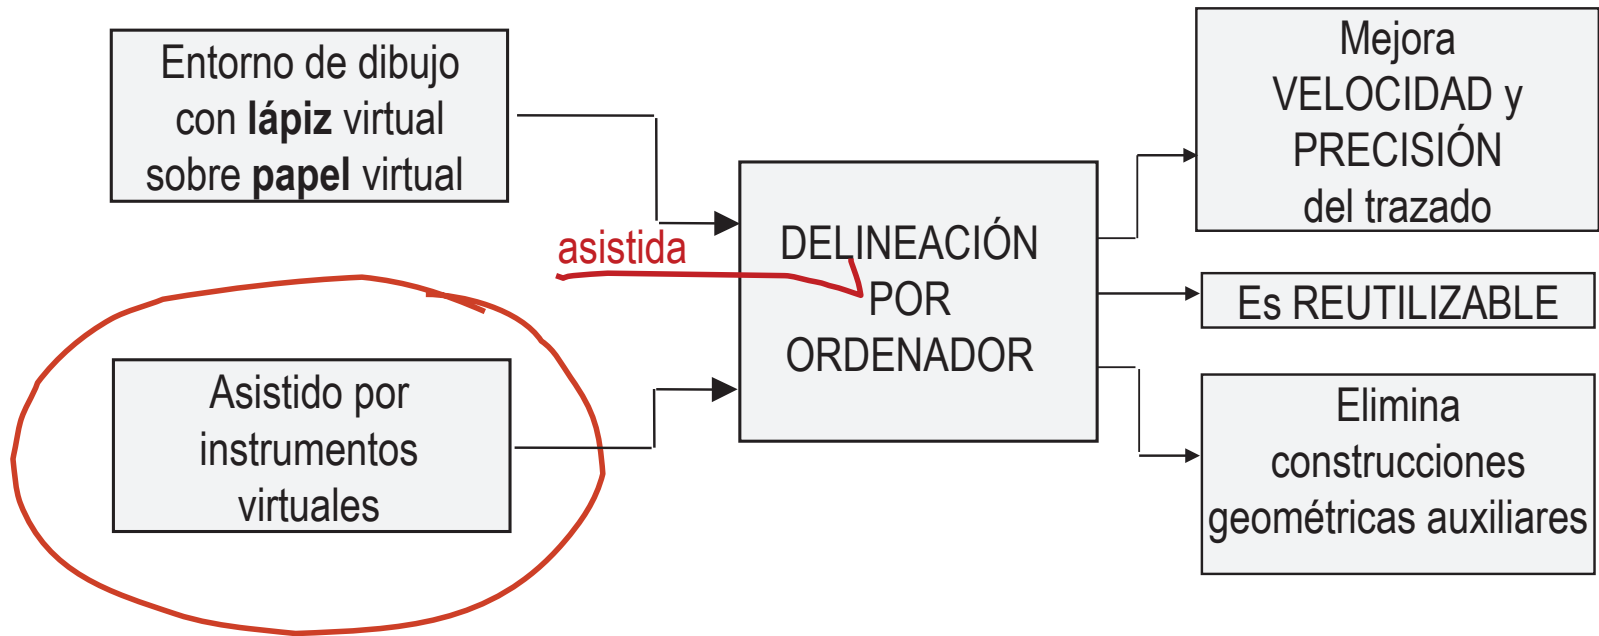 Entorno de dibujo
con lápiz virtual
sobre papel virtual
Asistido por
instrumentos
virtuales
asistida
DELINEACIÓN
POR
ORDENADOR
Mejora
VELOCIDAD y
PRECISIÓN
del trazado
Es REUTILIZABLE
Elimina
construcciones
geométricas auxiliares